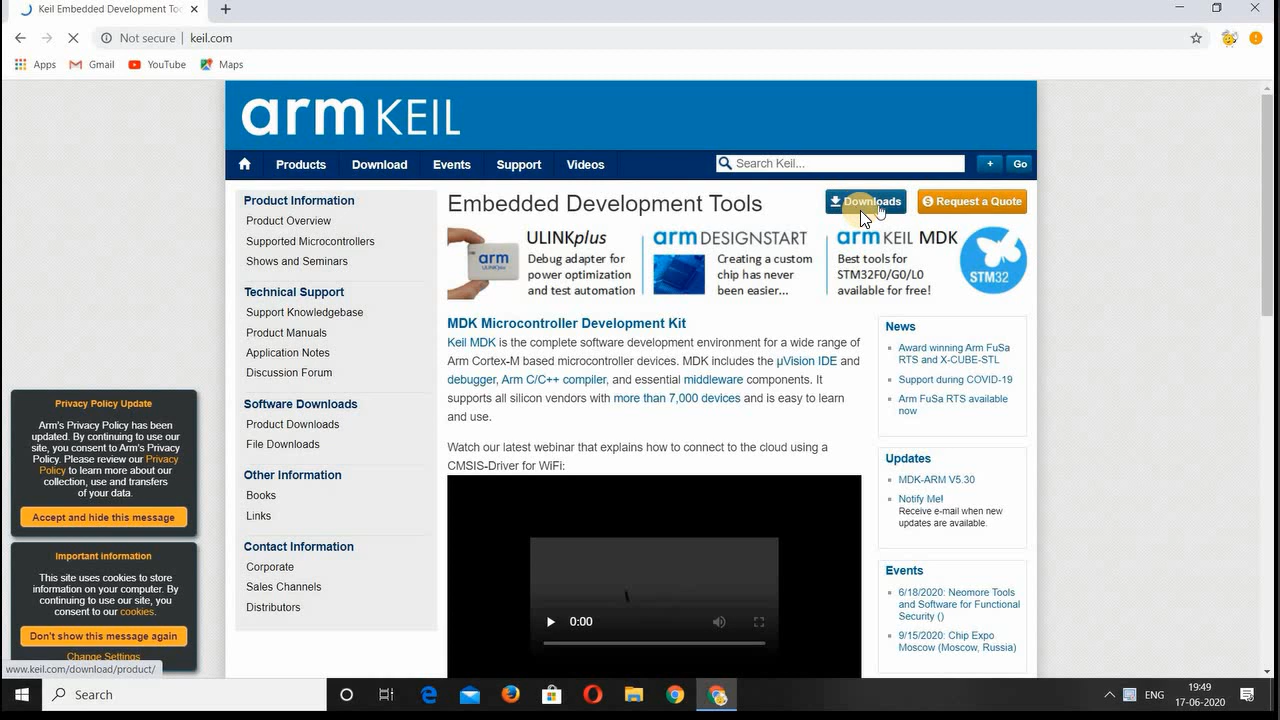 Keil Embedded Development Too
Not secure | keil.com
Apps Gmail YouTube Maps
arm KEIL
Products Download Events Support Videos
Search Keil... + Go
Product Information
Product Overview
Supported Microcontrollers
Shows and Seminars
Technical Support
Support Knowledgebase
Product Manuals
Application Notes
Discussion Forum
Software Downloads
Product Downloads
File Downloads
Other Information
Books
Links
Contact Information
Corporate
Sales Channels
Distributors
Embedded Development Tools
Downloads
Request a Quote
arm
ULINKplus
ULINKplus
Debug adapter for
power optimization
and test automation
arm DESIGNSTART
Creating a custom
chip has never
been easier...
arm KEIL MDK
Best tools for
STM32F0/G0/L0
available for free!
STM32
MDK Microcontroller Development Kit
Keil MDK is the complete software development environment for a wide range of
Arm Cortex-M based microcontroller devices. MDK includes the µVision IDE and
debugger, Arm C/C++ compiler, and essential middleware components. It
supports all silicon vendors with more than 7,000 devices and is easy to learn
and use.
Watch our latest webinar that explains how to connect to the cloud using a
CMSIS-Driver for WiFi:
0:00
News
Award winning Arm FuSa
RTS and X-CUBE-STL
Support during COVID-19
Arm FuSa RTS available
now
Updates
MDK-ARM V5.30
Notify Me!
Receive e-mail when new
updates are available.
Events
6/18/2020: Neomore Tools
and Software for Functional
Security ()
9/15/2020: Chip Expo
Moscow (Moscow, Russia)
Privacy Policy Update
Arm's Privacy Policy has been
updated. By continuing to use our
site, you consent to Arm's Privacy
Policy. Please review our Privacy
Policy to learn more about our
collection, use and transfers
of your data.
Accept and hide this message
Important information
This site uses cookies to store
information on your computer. By
continuing to use our site, you
consent to our cookies.
Don't show this message again
Change Settings
www.keil.com/download/product/
Search
ENG
19:49
17-06-2020